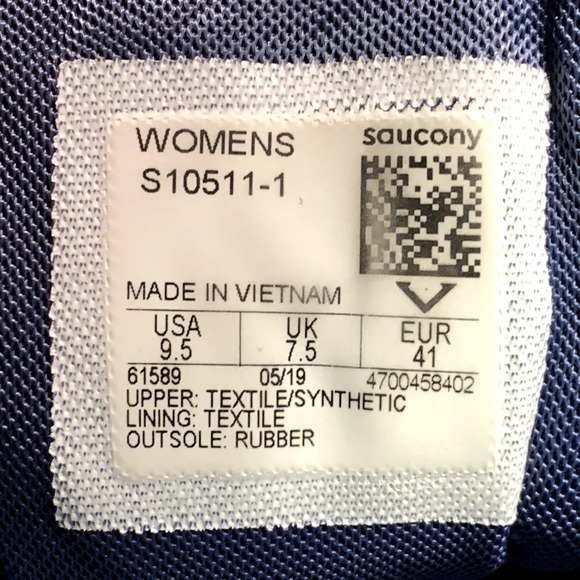 WOMENS saucony
S10511-1
MADE IN VIETNAM
USA UK EUR
9.5 7.5 41
61589 05/19 4700458402
UPPER: TEXTILE/SYNTHETIC
LINING: TEXTILE
OUTSOLE: RUBBER